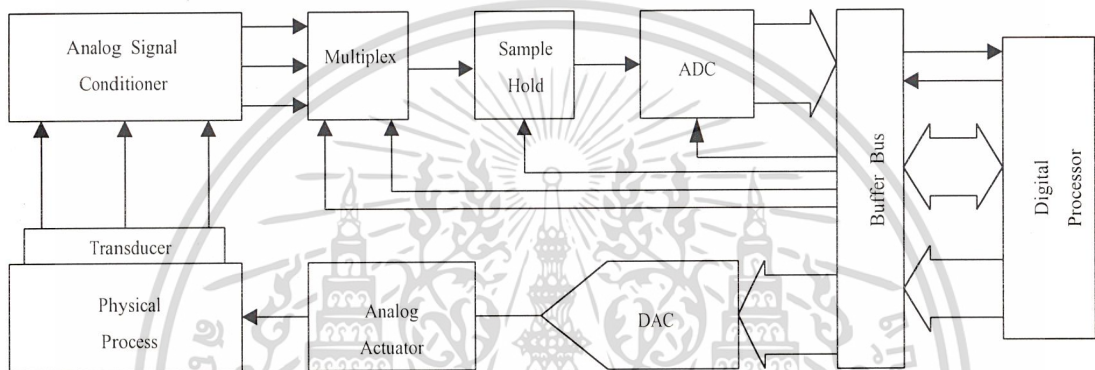 Analog Signal
Conditioner
Multiplex
Sample
Hold
ADC
Buffer Bus
Digital
Processor
Transducer
Physical
Process
Analog
Actuator
DAC